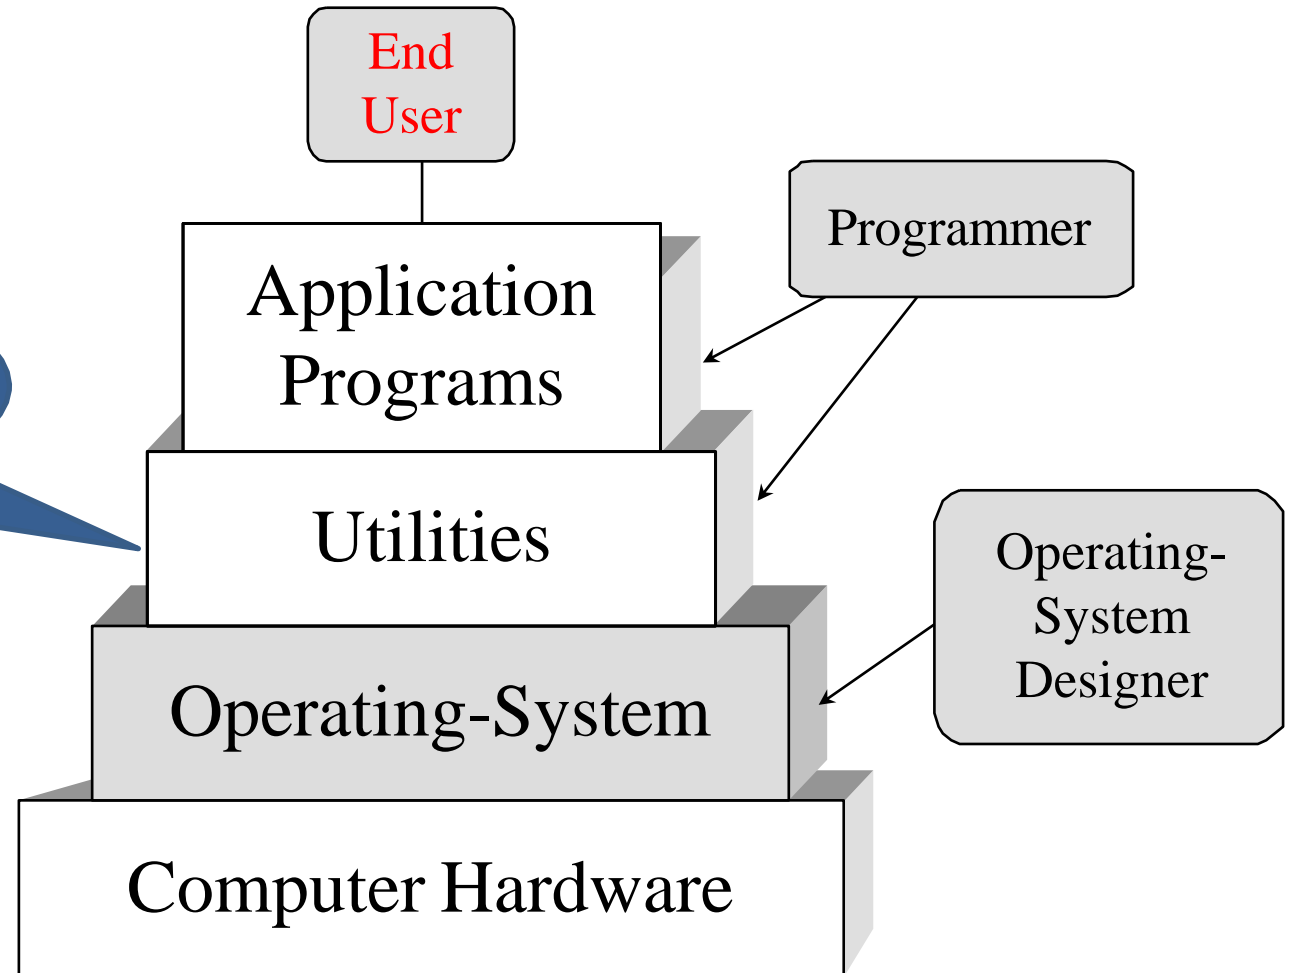 End
User
Programmer
Application
Programs
Utilities
Operating-
System
Designer
Operating-System
Computer Hardware